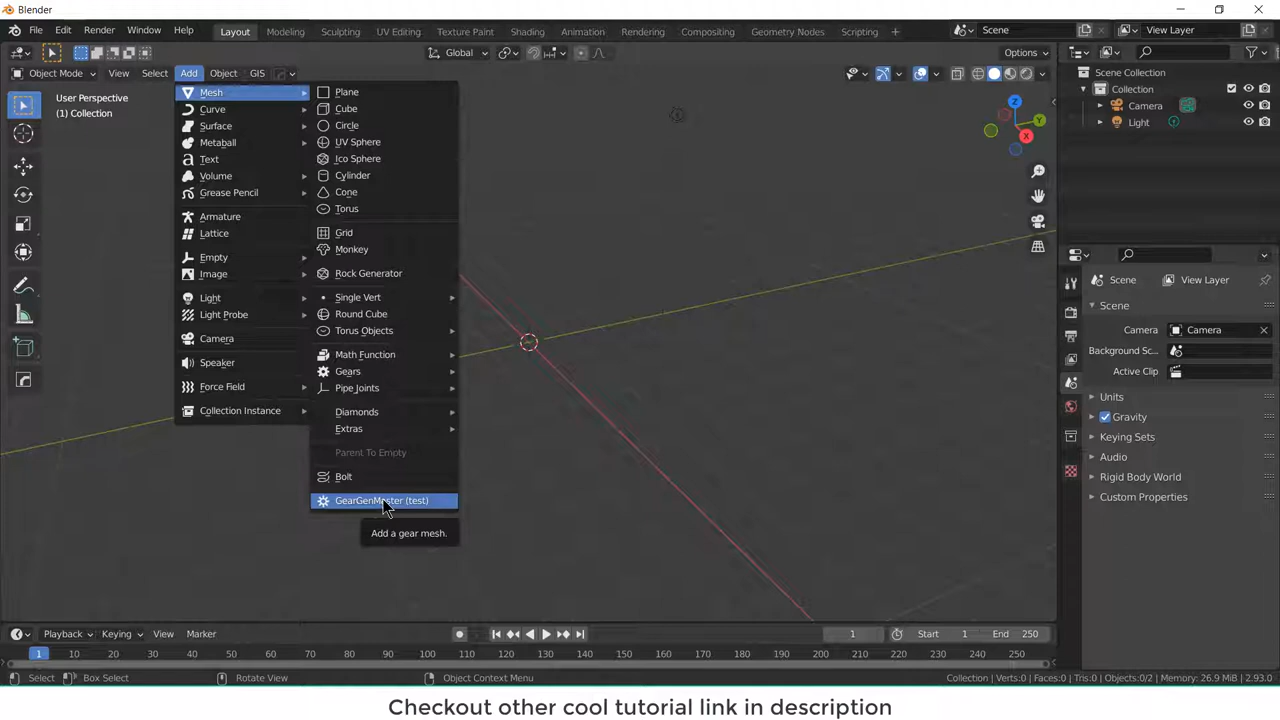 Blender
File Edit Render Window Help Layout Modeling Sculpting UV Editing Texture Paint Shading Animation Rendering Compositing Geometry Nodes Scripting + Scene View Layer
Global Options
Object Mode View Select Add Object GIS
User Perspective
(1) Collection
Mesh
Curve
Surface
Metaball
Text
Volume
Grease Pencil
Armature
Lattice
Empty
Image
Light
Light Probe
Camera
Speaker
Force Field
Collection Instance
Plane
Cube
Circle
UV Sphere
Ico Sphere
Cylinder
Cone
Torus
Grid
Monkey
Rock Generator
Single Vert
Round Cube
Torus Objects
Math Function
Gears
Pipe Joints
Diamonds
Extras
Parent To Empty
Bolt
GearGenMaster (test)
Add a gear mesh.
Z
Y
X
Scene Collection
Collection
Camera
Light
Scene View Layer
Scene
Camera Camera
Background Sc...
Active Clip
Units
Gravity
Keying Sets
Audio
Rigid Body World
Custom Properties
Playback Keying View Marker 1 Start 1 End 250
1 10 20 30 40 50 60 70 80 90 100 110 120 130 140 150 160 170 180 190 200 210 220 230 240 250
Select Box Select Rotate View Object Context Menu Collection | Verts:0 | Faces:0 | Tris:0 | Objects:0/2 | Memory: 26.9 MiB | 2.93.0
Checkout other cool tutorial link in description